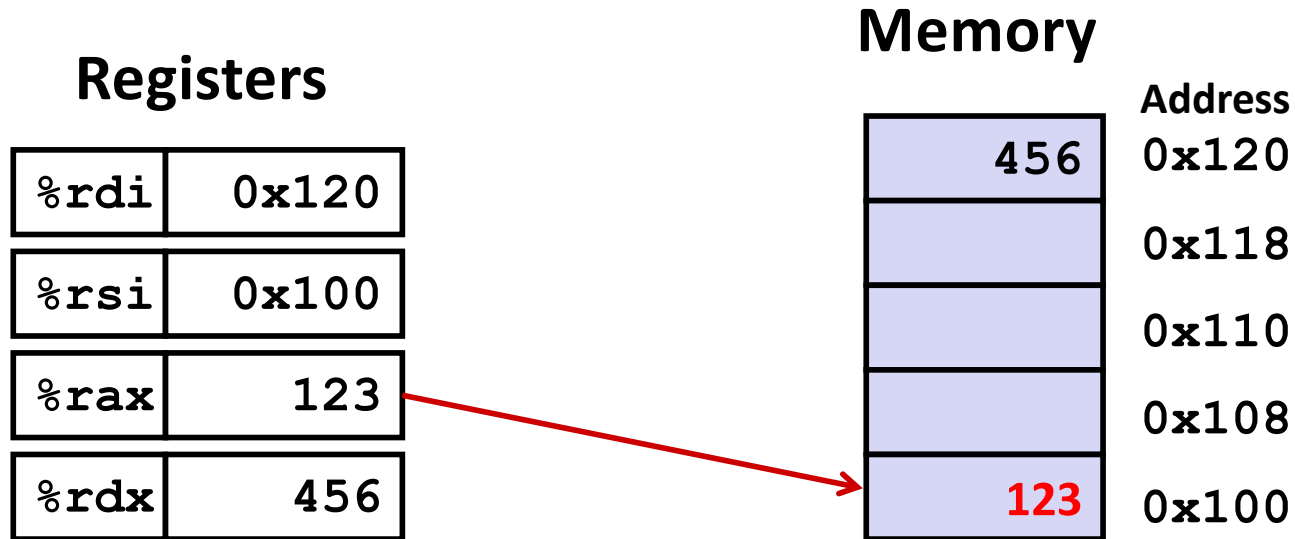 Registers
%rdi 0x120
%rsi 0x100
%rax 123
%rdx 456
Memory
Address
456 0x120
0x118
0x110
0x108
123 0x100